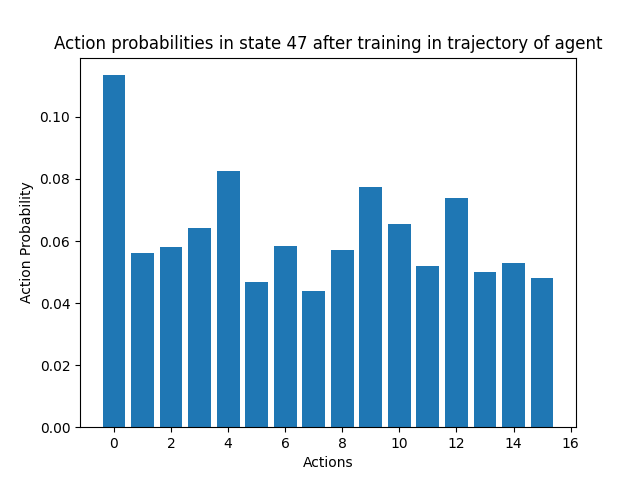 Action probabilities in state 47 after training in trajectory of agent
Action Probability
0.10
0.08
0.06
0.04
0.02
0.00
0 2 4 6 8 10 12 14 16
Actions